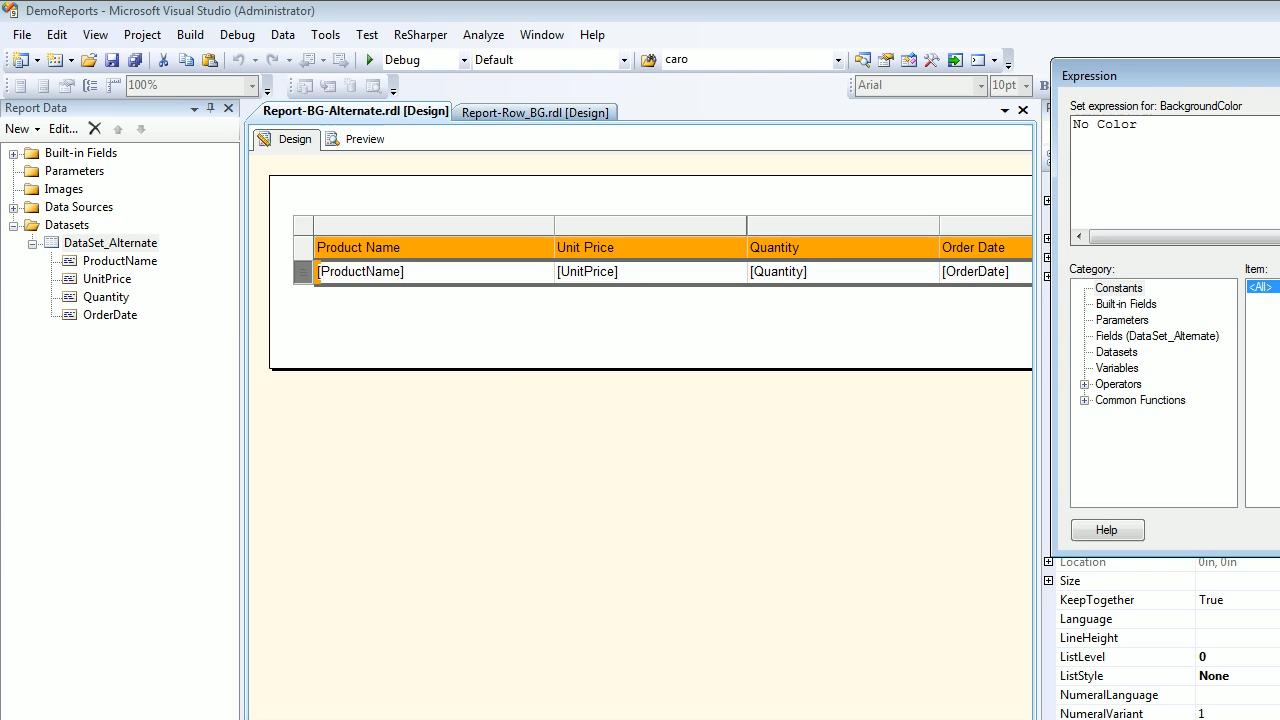 DemoReports - Microsoft Visual Studio (Administrator)
File Edit View Project Build Debug Data Tools Test ReSharper Analyze Window Help
Debug Default caro
100% Arial 10pt B
Report Data
New Edit...
Built-in Fields
Parameters
Images
Data Sources
Datasets
DataSet_Alternate
ProductName
UnitPrice
Quantity
OrderDate
Report-BG-Alternate.rdl [Design] Report-Row_BG.rdl [Design]
Design Preview
Product Name Unit Price Quantity Order Date
[ProductName] [UnitPrice] [Quantity] [OrderDate]
Expression
Set expression for: BackgroundColor
No Color
Category: Item:
Constants <All>
Built-in Fields
Parameters
Fields (DataSet_Alternate)
Datasets
Variables
Operators
Common Functions
Help
Location 0in, 0in
Size
KeepTogether True
Language
LineHeight
ListLevel 0
ListStyle None
NumeralLanguage
NumeralVariant 1